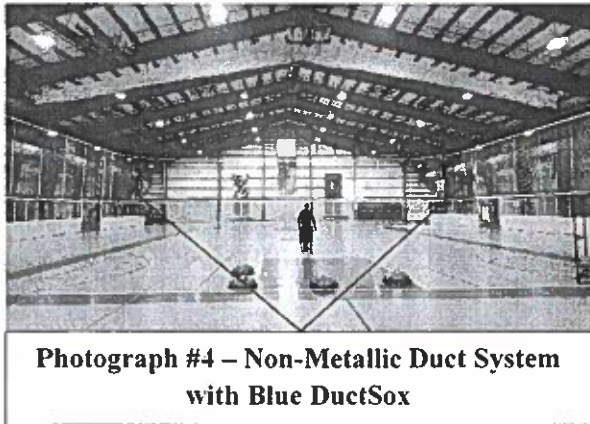 Photograph #4 – Non-Metallic Duct System
with Blue DuctSox